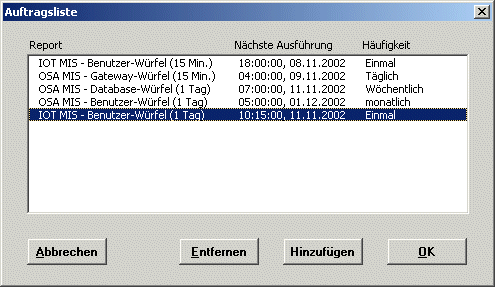 Auftragsliste
Report Nächste Ausführung Häufigkeit
IOT MIS - Benutzer-Würfel (15 Min.) 18:00:00, 08.11.2002 Einmal
OSA MIS - Gateway-Würfel (15 Min.) 04:00:00, 09.11.2002 Täglich
OSA MIS - Database-Würfel (1 Tag) 07:00:00, 11.11.2002 Wöchentlich
OSA MIS - Benutzer-Würfel (1 Tag) 05:00:00, 01.12.2002 monatlich
IOT MIS - Benutzer-Würfel (1 Tag) 10:15:00, 11.11.2002 Einmal
Abbrechen Entfernen Hinzufügen OK